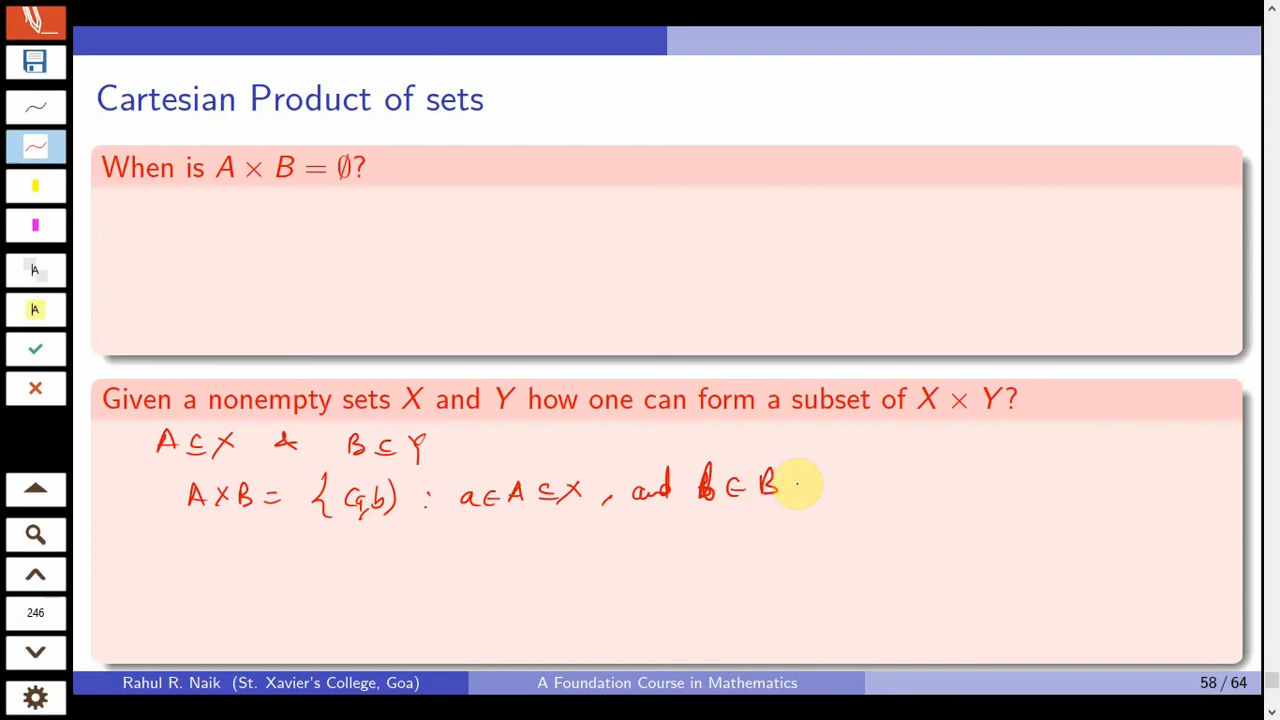 Cartesian Product of sets
When is A × B = ∅?
Given a nonempty sets X and Y how one can form a subset of X × Y?
A ⊆ X & B ⊆ Y
A × B = { (a,b) : a ∈ A ⊆ X , and b ∈ B
246
Rahul R. Naik (St. Xavier's College, Goa) A Foundation Course in Mathematics 58 / 64